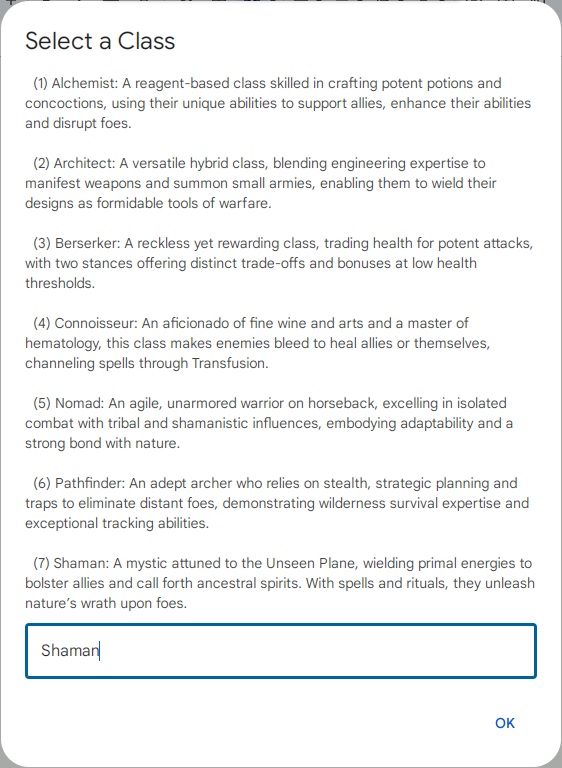 Select a Class
(1) Alchemist: A reagent-based class skilled in crafting potent potions and
concoctions, using their unique abilities to support allies, enhance their abilities
and disrupt foes.
(2) Architect: A versatile hybrid class, blending engineering expertise to
manifest weapons and summon small armies, enabling them to wield their
designs as formidable tools of warfare.
(3) Berserker: A reckless yet rewarding class, trading health for potent attacks,
with two stances offering distinct trade-offs and bonuses at low health
thresholds.
(4) Connoisseur: An aficionado of fine wine and arts and a master of
hematology, this class makes enemies bleed to heal allies or themselves,
channeling spells through Transfusion.
(5) Nomad: An agile, unarmored warrior on horseback, excelling in isolated
combat with tribal and shamanistic influences, embodying adaptability and a
strong bond with nature.
(6) Pathfinder: An adept archer who relies on stealth, strategic planning and
traps to eliminate distant foes, demonstrating wilderness survival expertise and
exceptional tracking abilities.
(7) Shaman: A mystic attuned to the Unseen Plane, wielding primal energies to
bolster allies and call forth ancestral spirits. With spells and rituals, they unleash
nature’s wrath upon foes.
Shaman
OK